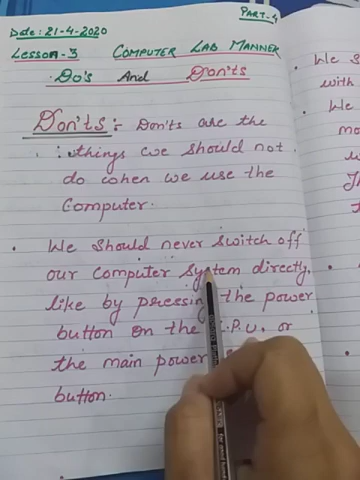 Part-4
Date: 21-4-2020
Lesson-3 Computer Lab Manner
Do's And Don'ts
Don'ts :- Don'ts are the
things we should not
do when we use the
Computer.
• We should never switch off
our computer system directly.
like by pressing the power
button on the C.P.U. or
the main power
button.
• We s
with
• We
mo